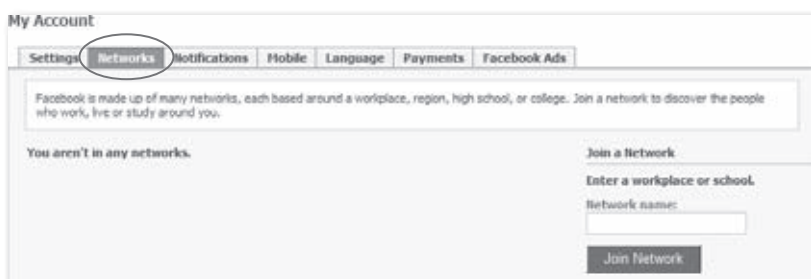 My Account
Settings Networks Notifications Mobile Language Payments Facebook Ads
Facebook is made up of many networks, each based around a workplace, region, high school, or college. Join a network to discover the people
who work, live or study around you.
You aren't in any networks.
Join a Network
Enter a workplace or school.
Network name:
Join Network